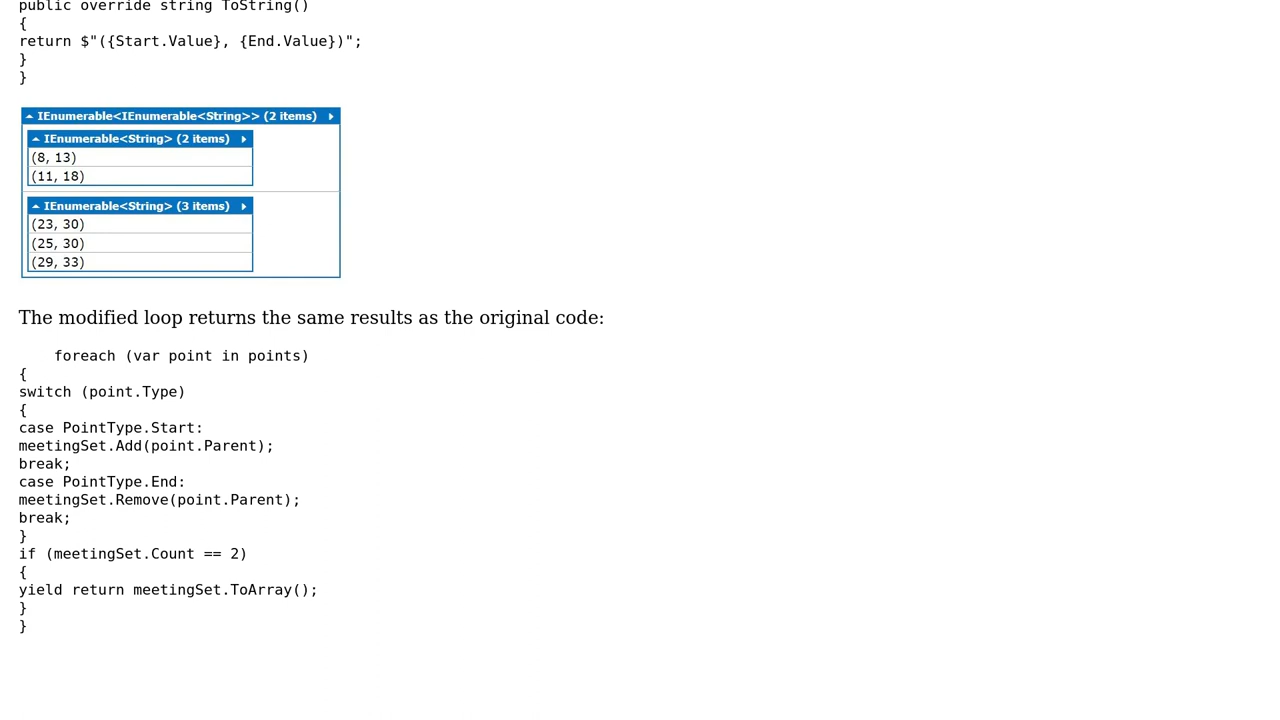 public override string ToString()
{
return $"({Start.Value}, {End.Value})";
}
}
IEnumerable<IEnumerable<String>> (2 items)
IEnumerable<String> (2 items)
(8, 13)
(11, 18)
IEnumerable<String> (3 items)
(23, 30)
(25, 30)
(29, 33)
The modified loop returns the same results as the original code:
foreach (var point in points)
{
switch (point.Type)
{
case PointType.Start:
meetingSet.Add(point.Parent);
break;
case PointType.End:
meetingSet.Remove(point.Parent);
break;
}
if (meetingSet.Count == 2)
{
yield return meetingSet.ToArray();
}
}